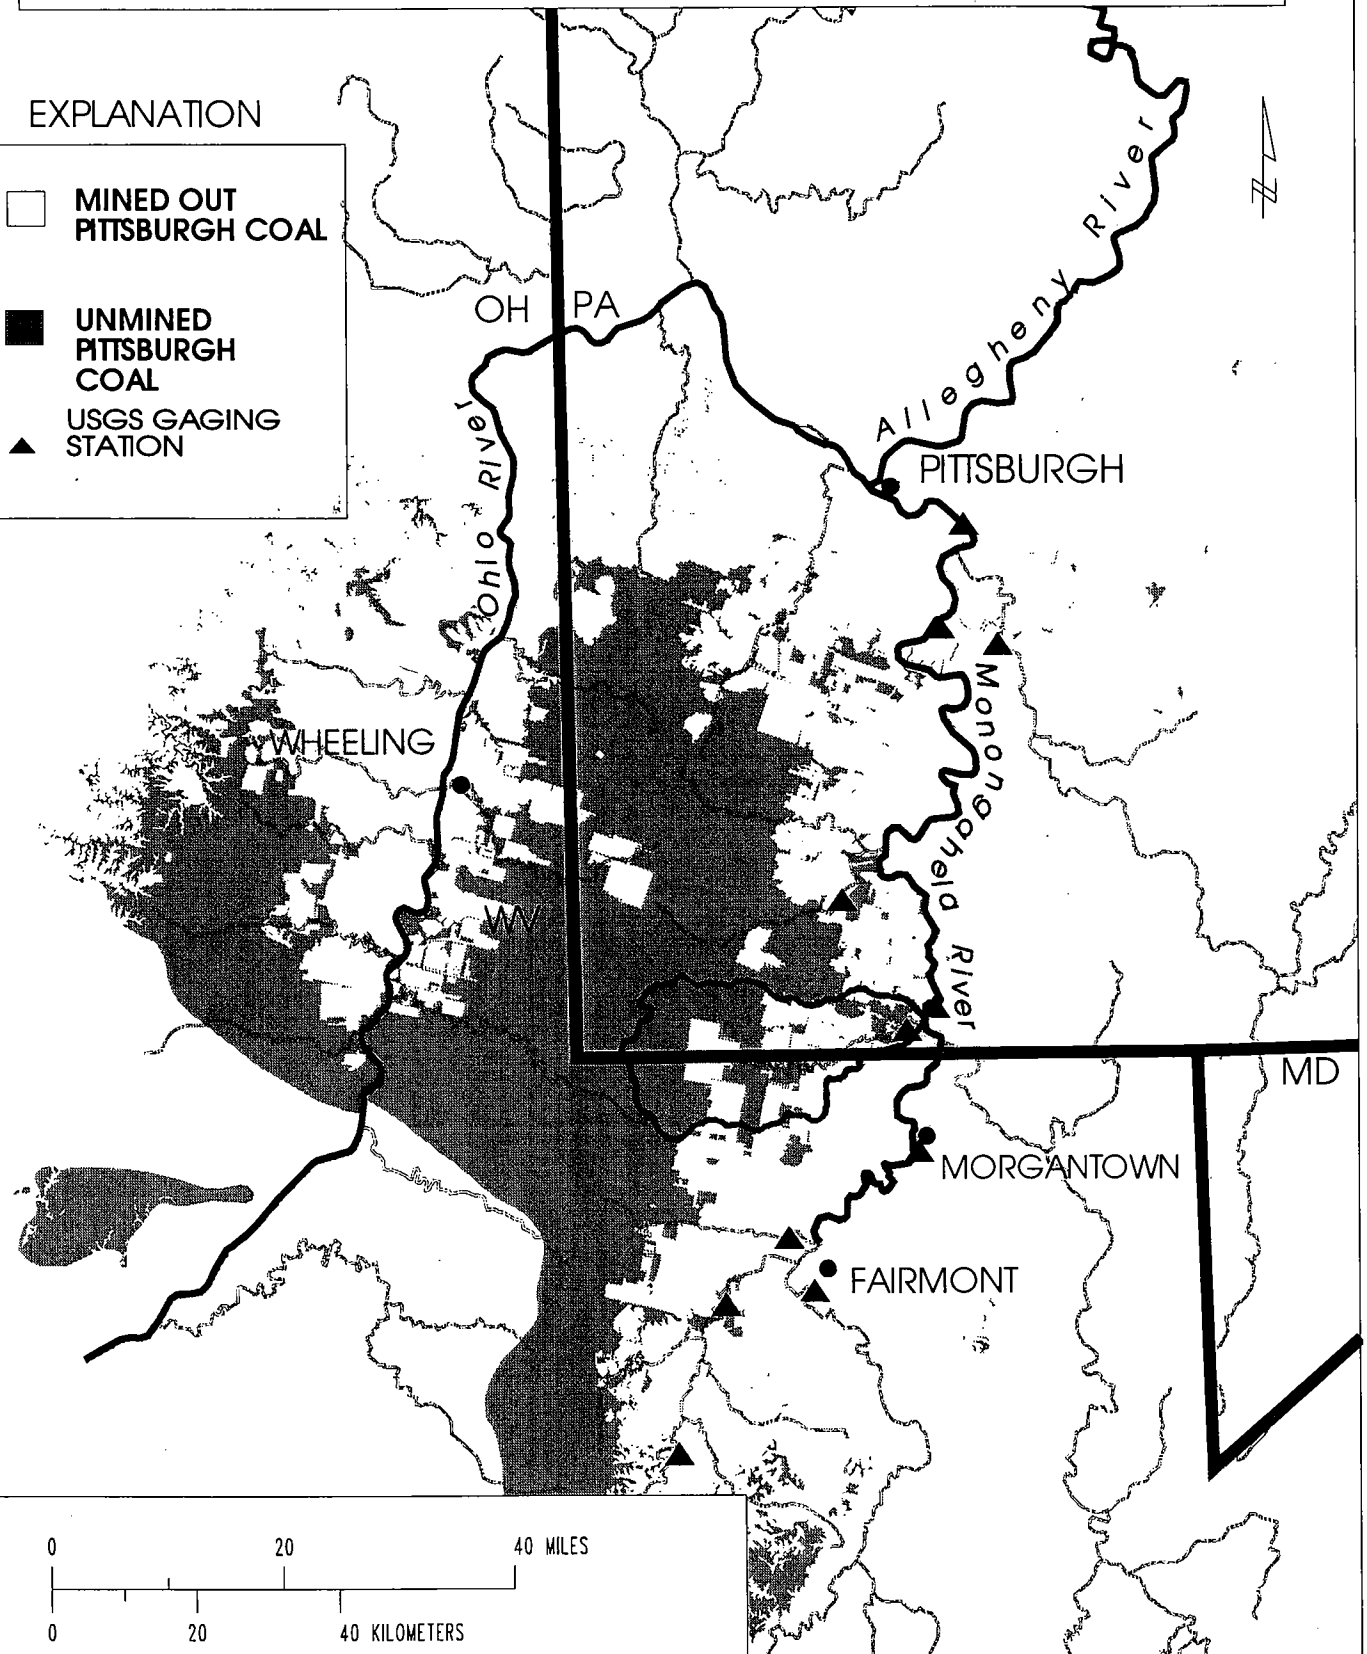 EXPLANATION
MINED OUT
PITTSBURGH COAL
UNMINED
PITTSBURGH
COAL
USGS GAGING
STATION
OH
PA
Allegheny River
PITTSBURGH
Ohio River
Monongahela River
WHEELING
WV
MD
MORGANTOWN
FAIRMONT
0 20 40 MILES
0 20 40 KILOMETERS